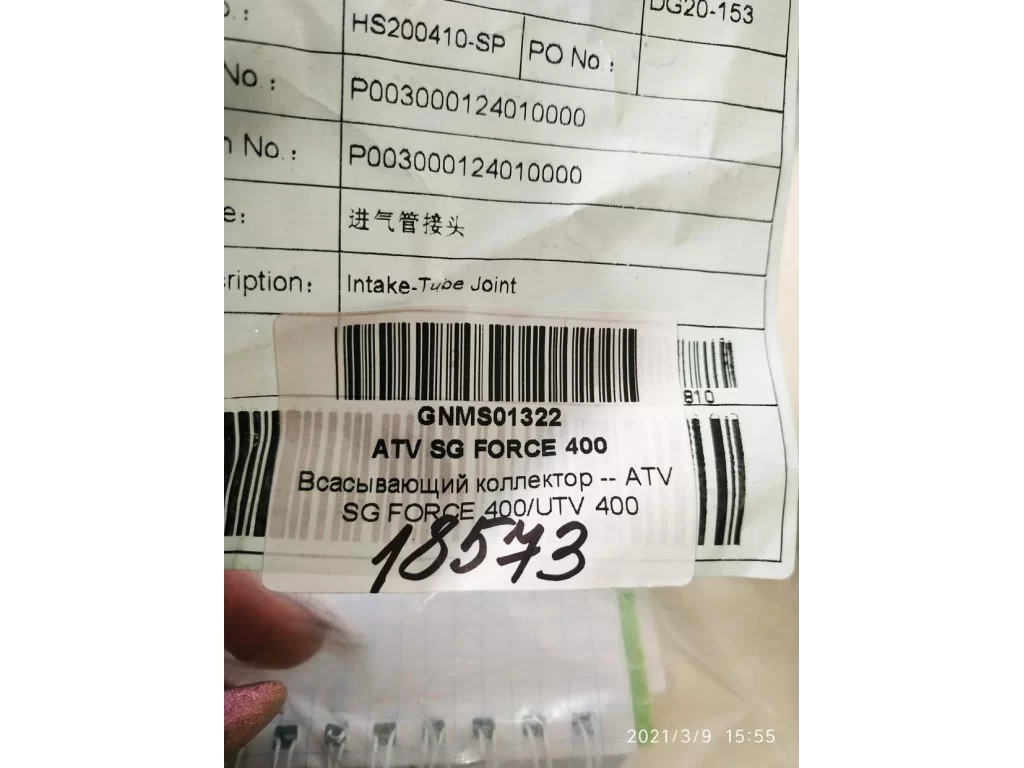 o.: HS200410-SP PO No.: DG20-153
No.: P003000124010000
n No.: P003000124010000
e: 进气管接头
ription: Intake-Tube Joint
810
GNMS01322
ATV SG FORCE 400
Всасывающий коллектор -- ATV
SG FORCE 400/UTV 400
18573
2021/3/9 15:55